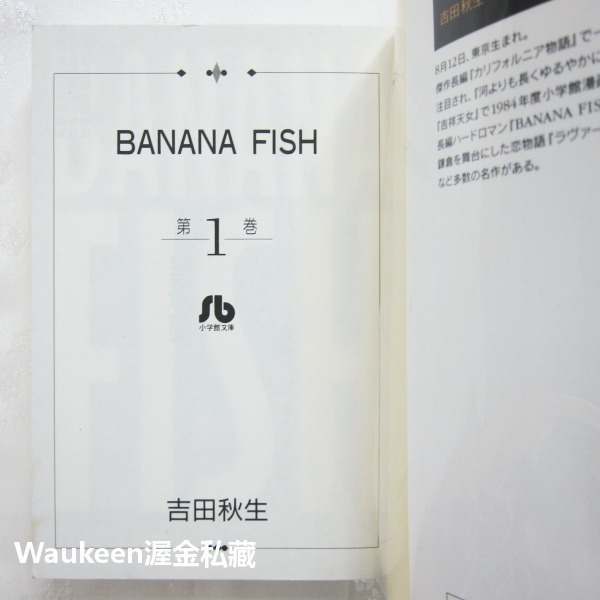 BANANA FISH
第 1 巻
Sb
小学館文庫
吉田秋生
吉田秋生
8月12日、東京生まれ。
傑作長編『カリフォルニア物語』で
注目され、『河よりも長くゆるやかに
『吉祥天女』で1984年度小学館漫画
長編ハードロマン『BANANA FIS
鎌倉を舞台にした恋物語『ラヴァー
など多数の名作がある。
Waukeen渥金私藏